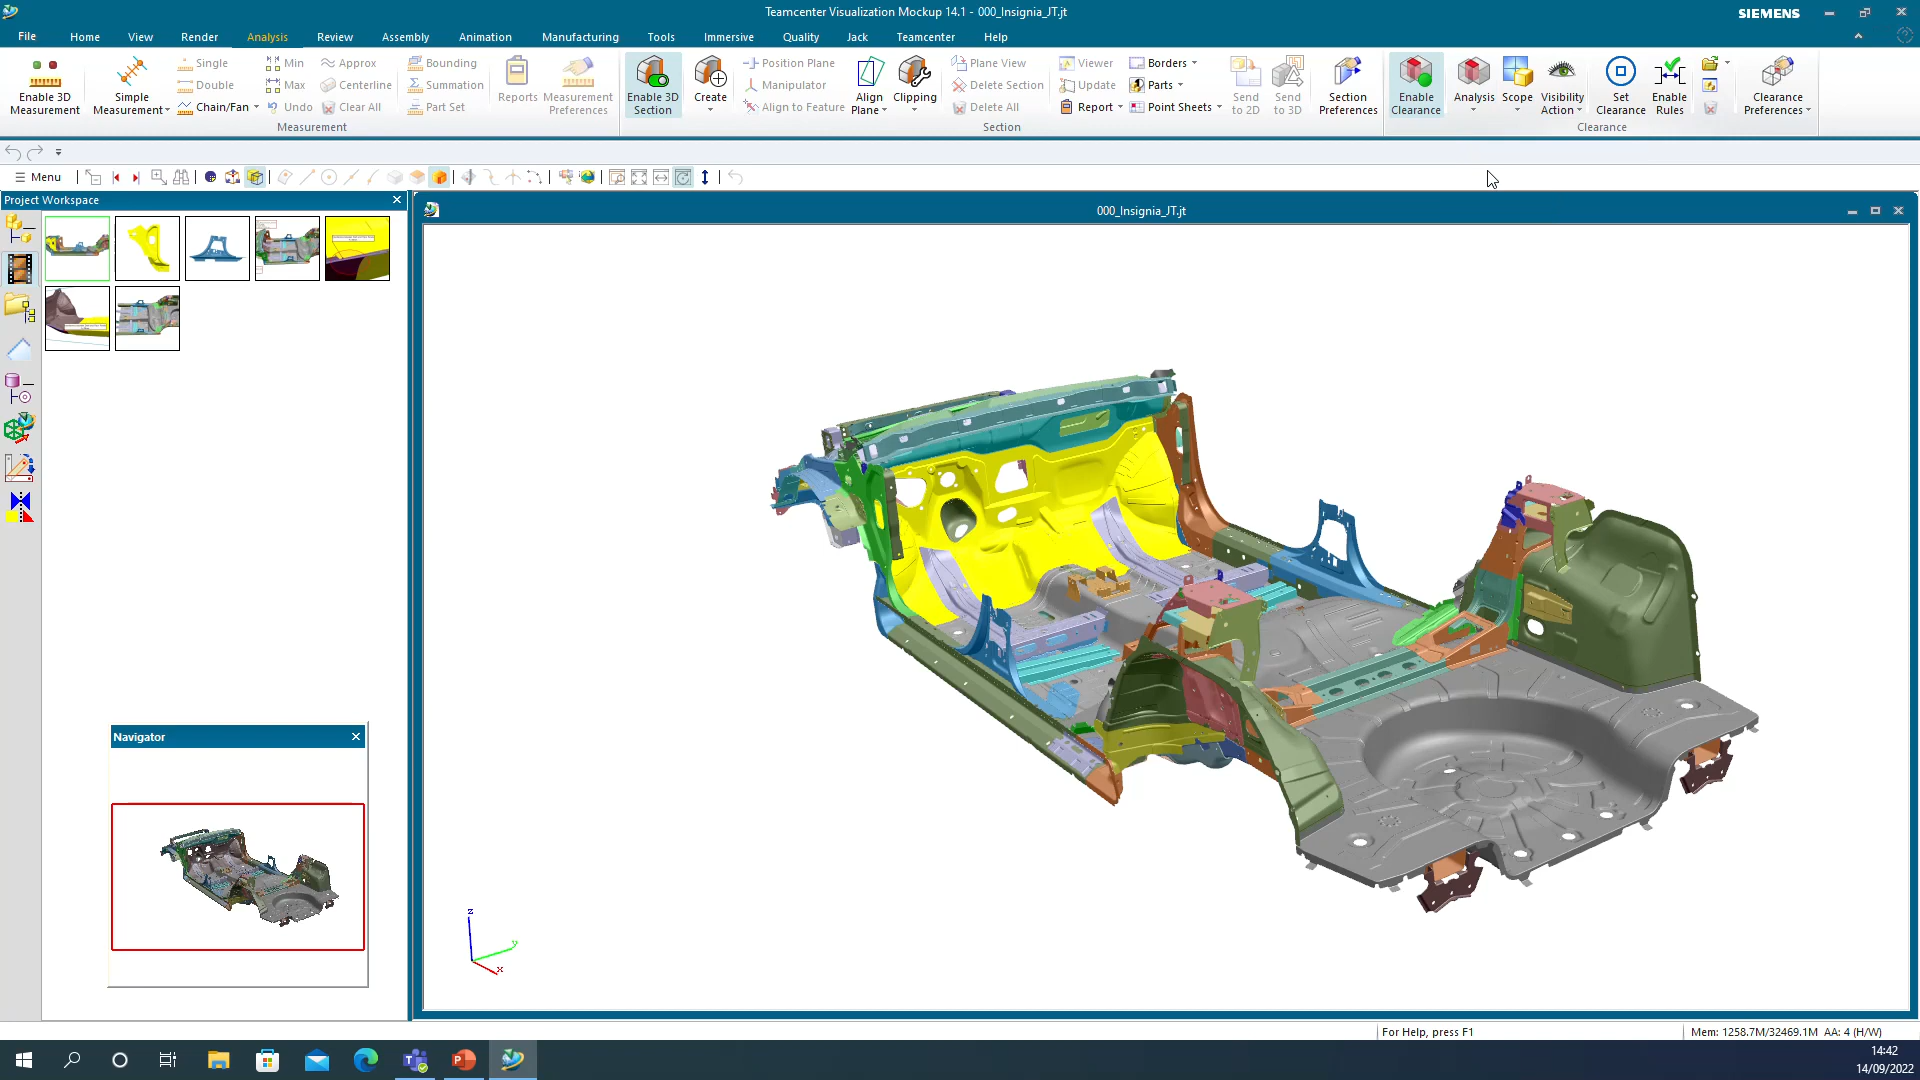 Teamcenter Visualization Mockup 14.1 - 000_Insignia_JT.jt
SIEMENS
File Home View Render Analysis Review Assembly Animation Manufacturing Tools Immersive Quality Jack Teamcenter Help
Enable 3D Measurement
Simple Measurement
Single
Double
Chain/Fan
Min
Max
Undo
Approx
Centerline
Clear All
Bounding
Summation
Part Set
Reports
Measurement Preferences
Measurement
Enable 3D Section
Create
Position Plane
Manipulator
Align to Feature
Align Plane
Clipping
Plane View
Delete Section
Delete All
Viewer
Update
Report
Borders
Parts
Point Sheets
Send to 2D
Send to 3D
Section Preferences
Section
Enable Clearance
Analysis
Scope
Visibility Action
Set Clearance
Enable Rules
Clearance Preferences
Clearance
Menu
Project Workspace
000_Insignia_JT.jt
Navigator
z
y
x
For Help, press F1
Mem: 1258.7M/32469.1M AA: 4 (H/W)
14:42
14/09/2022